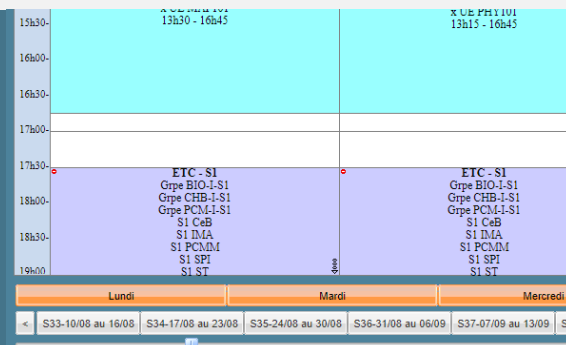 15h30-
16h00-
16h30-
17h00-
17h30-
18h00-
18h30-
19h00
x UE MAT101
13h30 - 16h45
x UE PHY101
13h15 - 16h45
ETC - S1
Grpe BIO-I-S1
Grpe CHB-I-S1
Grpe PCM-I-S1
S1 CeB
S1 IMA
S1 PCMM
S1 SPI
S1 ST
ETC - S1
Grpe BIO-I-S1
Grpe CHB-I-S1
Grpe PCM-I-S1
S1 CeB
S1 IMA
S1 PCMM
S1 SPI
S1 ST
Lundi
Mardi
Mercredi
< S33-10/08 au 16/08 S34-17/08 au 23/08 S35-24/08 au 30/08 S36-31/08 au 06/09 S37-07/09 au 13/09 S